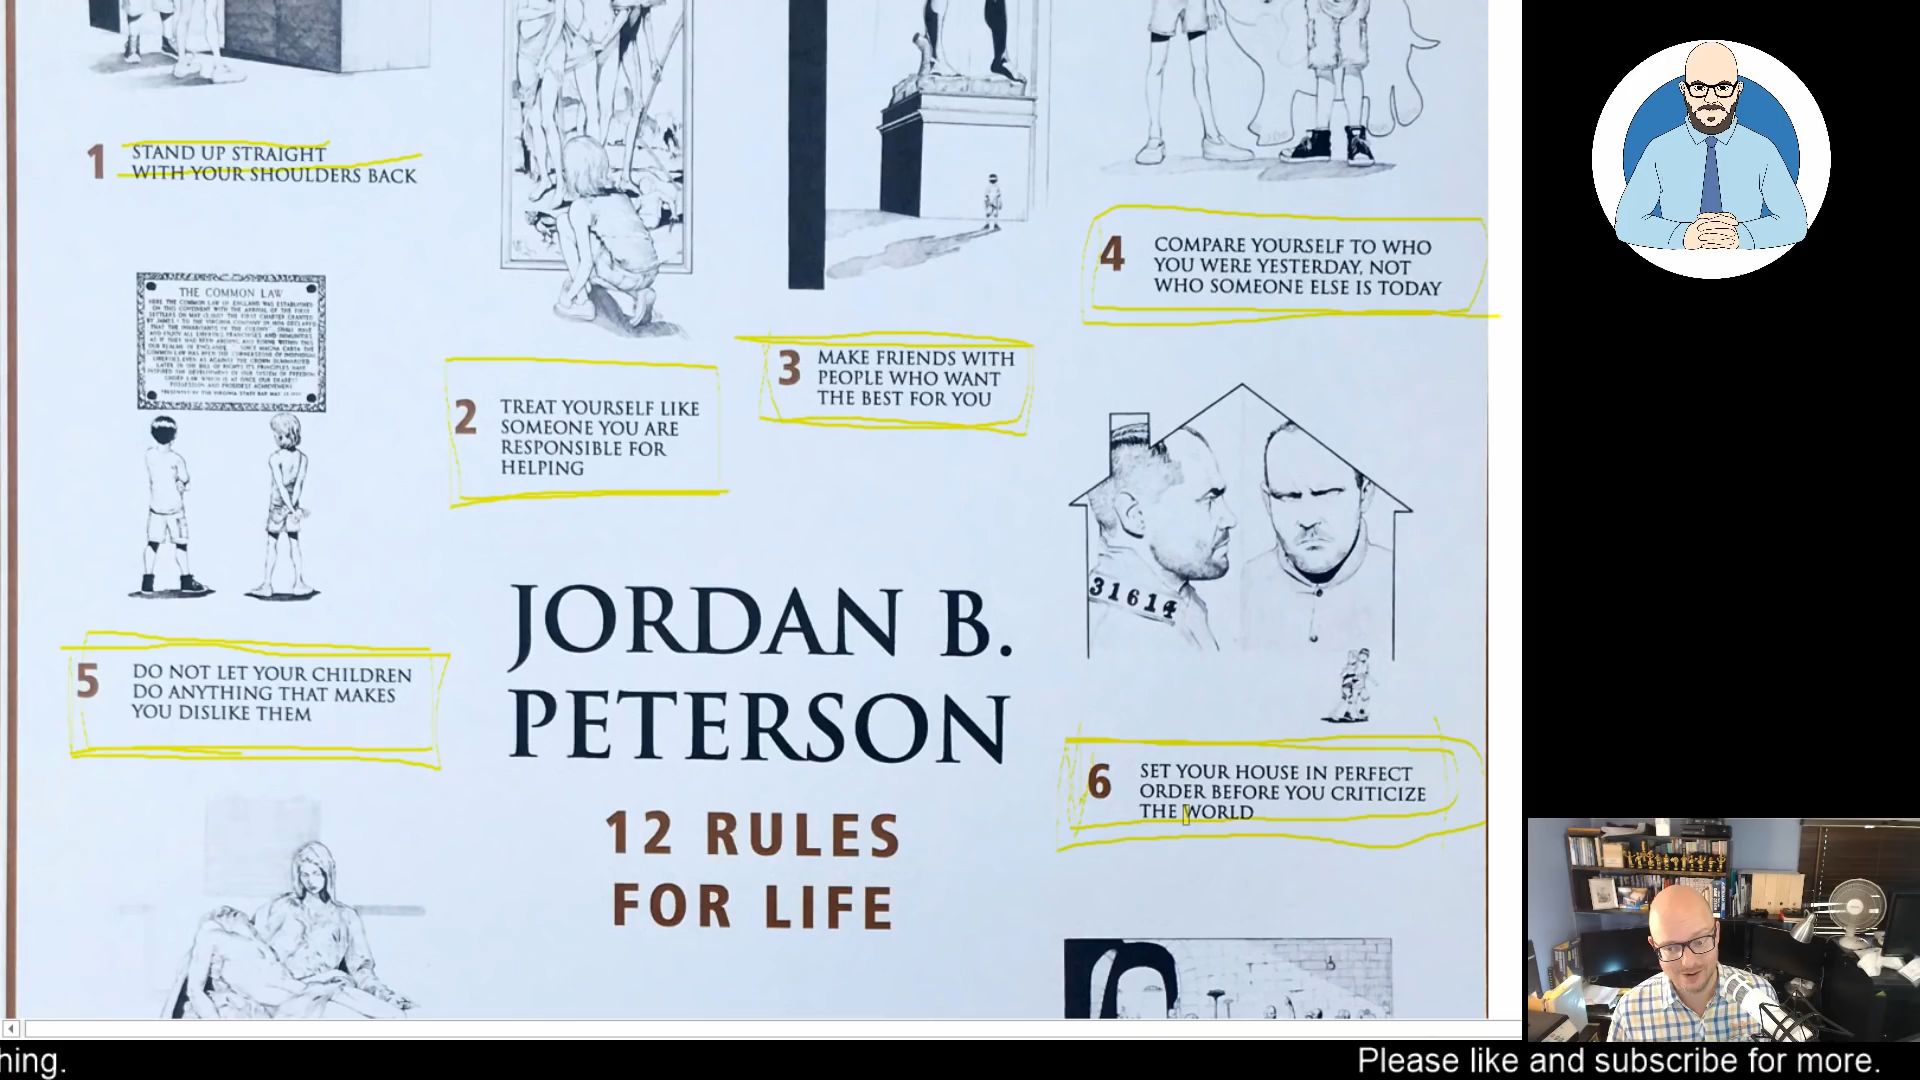 1 STAND UP STRAIGHT
WITH YOUR SHOULDERS BACK
2 TREAT YOURSELF LIKE
SOMEONE YOU ARE
RESPONSIBLE FOR
HELPING
3 MAKE FRIENDS WITH
PEOPLE WHO WANT
THE BEST FOR YOU
4 COMPARE YOURSELF TO WHO
YOU WERE YESTERDAY, NOT
WHO SOMEONE ELSE IS TODAY
THE COMMON LAW
5 DO NOT LET YOUR CHILDREN
DO ANYTHING THAT MAKES
YOU DISLIKE THEM
31614
6 SET YOUR HOUSE IN PERFECT
ORDER BEFORE YOU CRITICIZE
THE WORLD
JORDAN B.
PETERSON
12 RULES
FOR LIFE
hing.
Please like and subscribe for more.